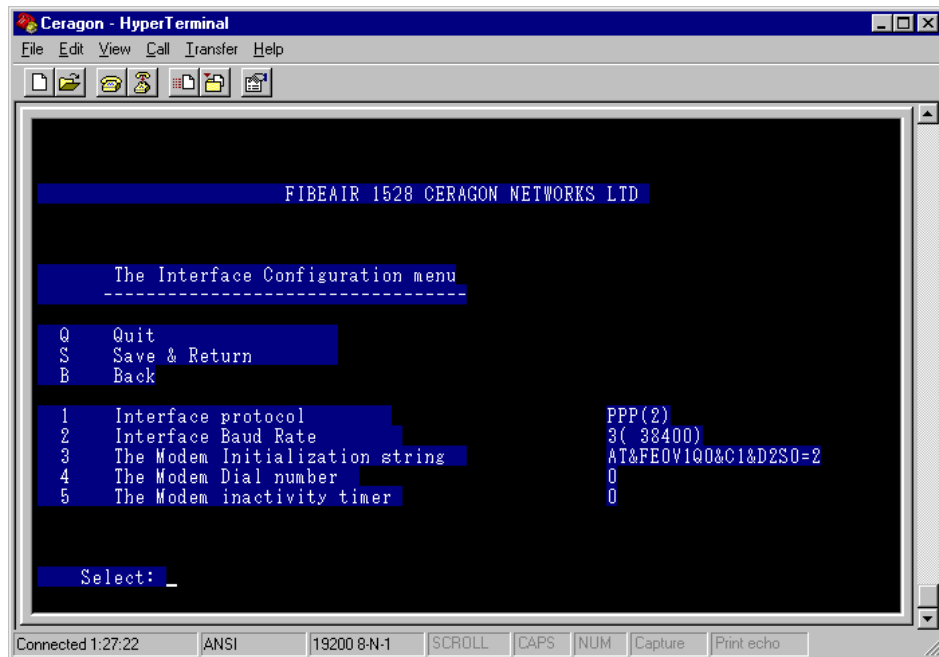 Ceragon - HyperTerminal
File Edit View Call Transfer Help
FIBEAIR 1528 CERAGON NETWORKS LTD
The Interface Configuration menu
----------------------------------
Q Quit
S Save & Return
B Back
1 Interface protocol PPP(2)
2 Interface Baud Rate 3( 38400)
3 The Modem Initialization string AT&FE0V1Q0&C1&D2S0=2
4 The Modem Dial number 0
5 The Modem inactivity timer 0
Select: _
Connected 1:27:22 ANSI 19200 8-N-1 SCROLL CAPS NUM Capture Print echo